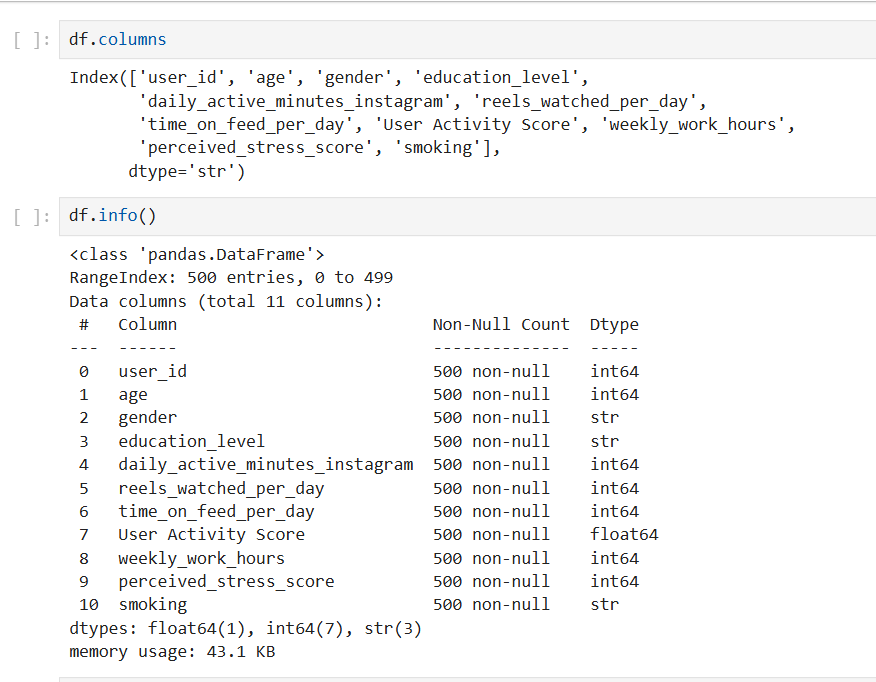 [ ]: df.columns
Index(['user_id', 'age', 'gender', 'education_level',
       'daily_active_minutes_instagram', 'reels_watched_per_day',
       'time_on_feed_per_day', 'User Activity Score', 'weekly_work_hours',
       'perceived_stress_score', 'smoking'],
      dtype='str')
[ ]: df.info()
<class 'pandas.DataFrame'>
RangeIndex: 500 entries, 0 to 499
Data columns (total 11 columns):
 #   Column                          Non-Null Count  Dtype
---  ------                          --------------  -----
 0   user_id                         500 non-null    int64
 1   age                             500 non-null    int64
 2   gender                          500 non-null    str
 3   education_level                 500 non-null    str
 4   daily_active_minutes_instagram  500 non-null    int64
 5   reels_watched_per_day           500 non-null    int64
 6   time_on_feed_per_day            500 non-null    int64
 7   User Activity Score             500 non-null    float64
 8   weekly_work_hours               500 non-null    int64
 9   perceived_stress_score          500 non-null    int64
 10  smoking                         500 non-null    str
dtypes: float64(1), int64(7), str(3)
memory usage: 43.1 KB